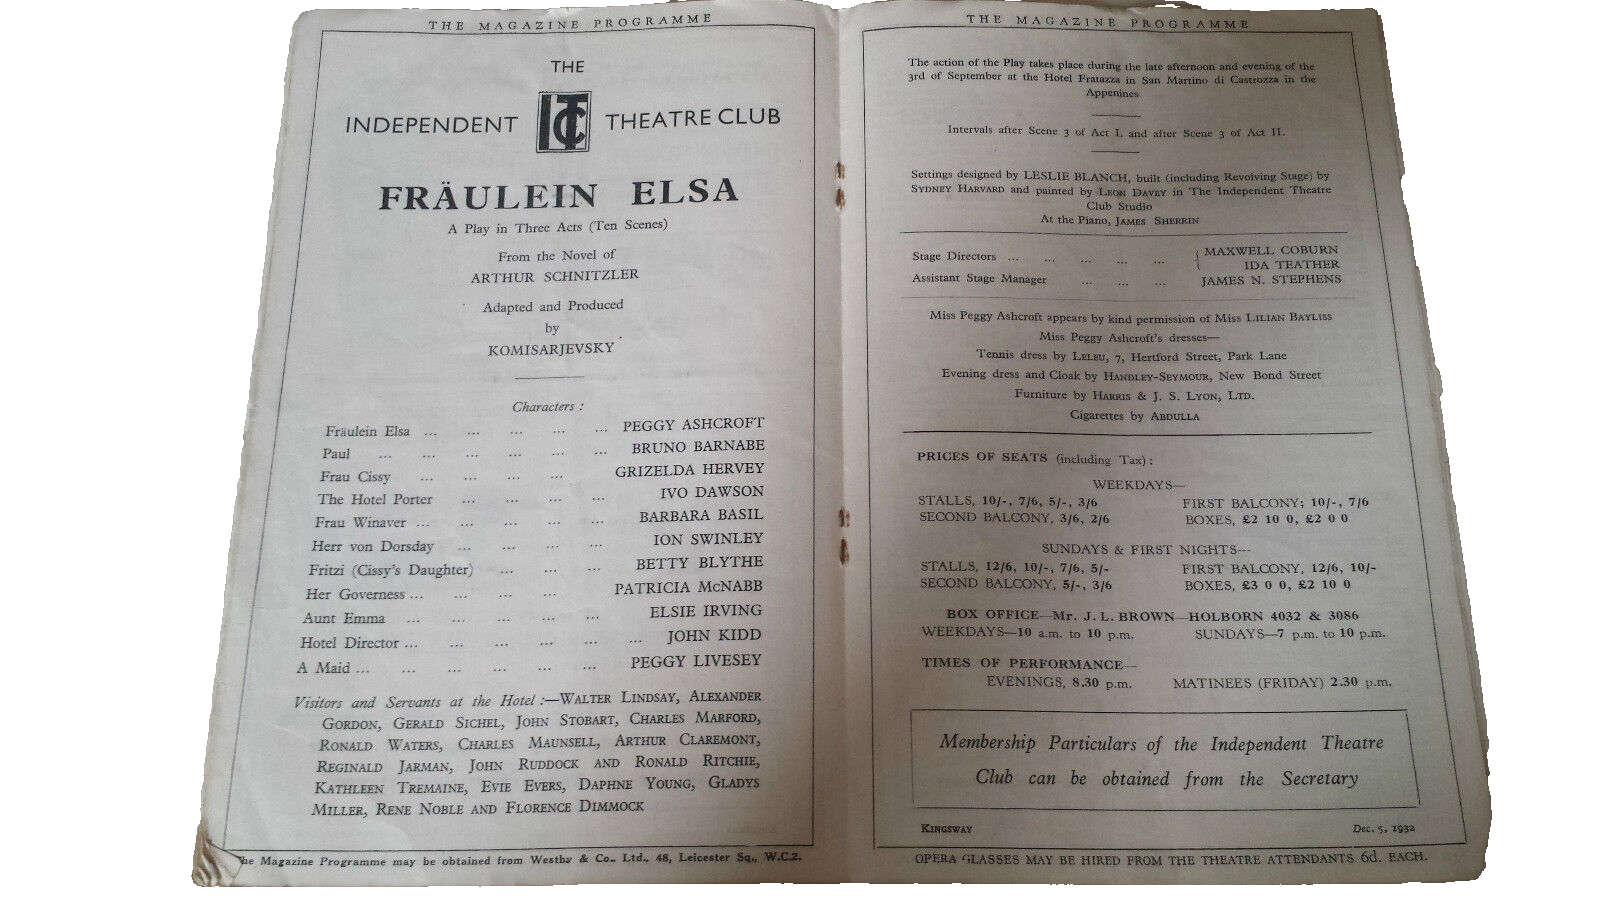 THE MAGAZINE PROGRAMME
THE
INDEPENDENT ITC THEATRE CLUB
FRÄULEIN ELSA
A Play in Three Acts (Ten Scenes)
From the Novel of
ARTHUR SCHNITZLER
Adapted and Produced
by
KOMISARJEVSKY
Characters :
Fräulein Elsa ... ... ... ... ... PEGGY ASHCROFT
Paul ... ... ... ... ... ... BRUNO BARNABE
Frau Cissy ... ... ... ... GRIZELDA HERVEY
The Hotel Porter ... ... ... ... IVO DAWSON
Frau Winaver ... ... ... ... ... BARBARA BASIL
Herr von Dorsday ... ... ... ... ION SWINLEY
Fritzi (Cissy's Daughter) ... ... ... BETTY BLYTHE
Her Governess ... ... ... ... PATRICIA McNABB
Aunt Emma ... ... ... ... ... ELSIE IRVING
Hotel Director ... ... ... ... ... ... JOHN KIDD
A Maid ... ... ... ... ... ... PEGGY LIVESEY
Visitors and Servants at the Hotel :—WALTER LINDSAY, ALEXANDER
GORDON, GERALD SICHEL, JOHN STOBART, CHARLES MARFORD,
RONALD WATERS, CHARLES MAUNSELL, ARTHUR CLAREMONT,
REGINALD JARMAN, JOHN RUDDOCK AND RONALD RITCHIE,
KATHLEEN TREMAINE, EVIE EVERS, DAPHNE YOUNG, GLADYS
MILLER, RENE NOBLE AND FLORENCE DIMMOCK
The Magazine Programme may be obtained from Westby & Co., Ltd., 48, Leicester Sq., W.C.2.
THE MAGAZINE PROGRAMME
The action of the Play takes place during the late afternoon and evening of the
3rd of September at the Hotel Fratazza in San Martino di Castrozza in the
Appenines
Intervals after Scene 3 of Act I. and after Scene 3 of Act II.
Settings designed by LESLIE BLANCH, built (including Revolving Stage) by
SYDNEY HARVARD and painted by LEON DAVEY in The Independent Theatre
Club Studio
At the Piano, JAMES SHERRIN
Stage Directors ... ... ... ... ... { MAXWELL COBURN
IDA TEATHER
Assistant Stage Manager ... ... ... JAMES N. STEPHENS
Miss Peggy Ashcroft appears by kind permission of Miss LILIAN BAYLISS
Miss Peggy Ashcroft's dresses—
Tennis dress by LELEU, 7, Hertford Street, Park Lane
Evening dress and Cloak by HANDLEY-SEYMOUR, New Bond Street
Furniture by HARRIS & J. S. LYON, LTD.
Cigarettes by ABDULLA
PRICES OF SEATS (including Tax) :
WEEKDAYS—
STALLS, 10/-, 7/6, 5/-, 3/6 FIRST BALCONY; 10/-, 7/6
SECOND BALCONY, 3/6, 2/6 BOXES, £2 10 0, £2 0 0
SUNDAYS & FIRST NIGHTS—
STALLS, 12/6, 10/-, 7/6, 5/- FIRST BALCONY, 12/6, 10/-
SECOND BALCONY, 5/-, 3/6 BOXES, £3 0 0, £2 10 0
BOX OFFICE—Mr. J. L. BROWN—HOLBORN 4032 & 3086
WEEKDAYS—10 a.m. to 10 p.m. SUNDAYS—7 p.m. to 10 p.m.
TIMES OF PERFORMANCE—
EVENINGS, 8.30 p.m. MATINEES (FRIDAY) 2.30 p.m.
Membership Particulars of the Independent Theatre
Club can be obtained from the Secretary
KINGSWAY Dec. 5, 1932
OPERA GLASSES MAY BE HIRED FROM THE THEATRE ATTENDANTS 6d. EACH.